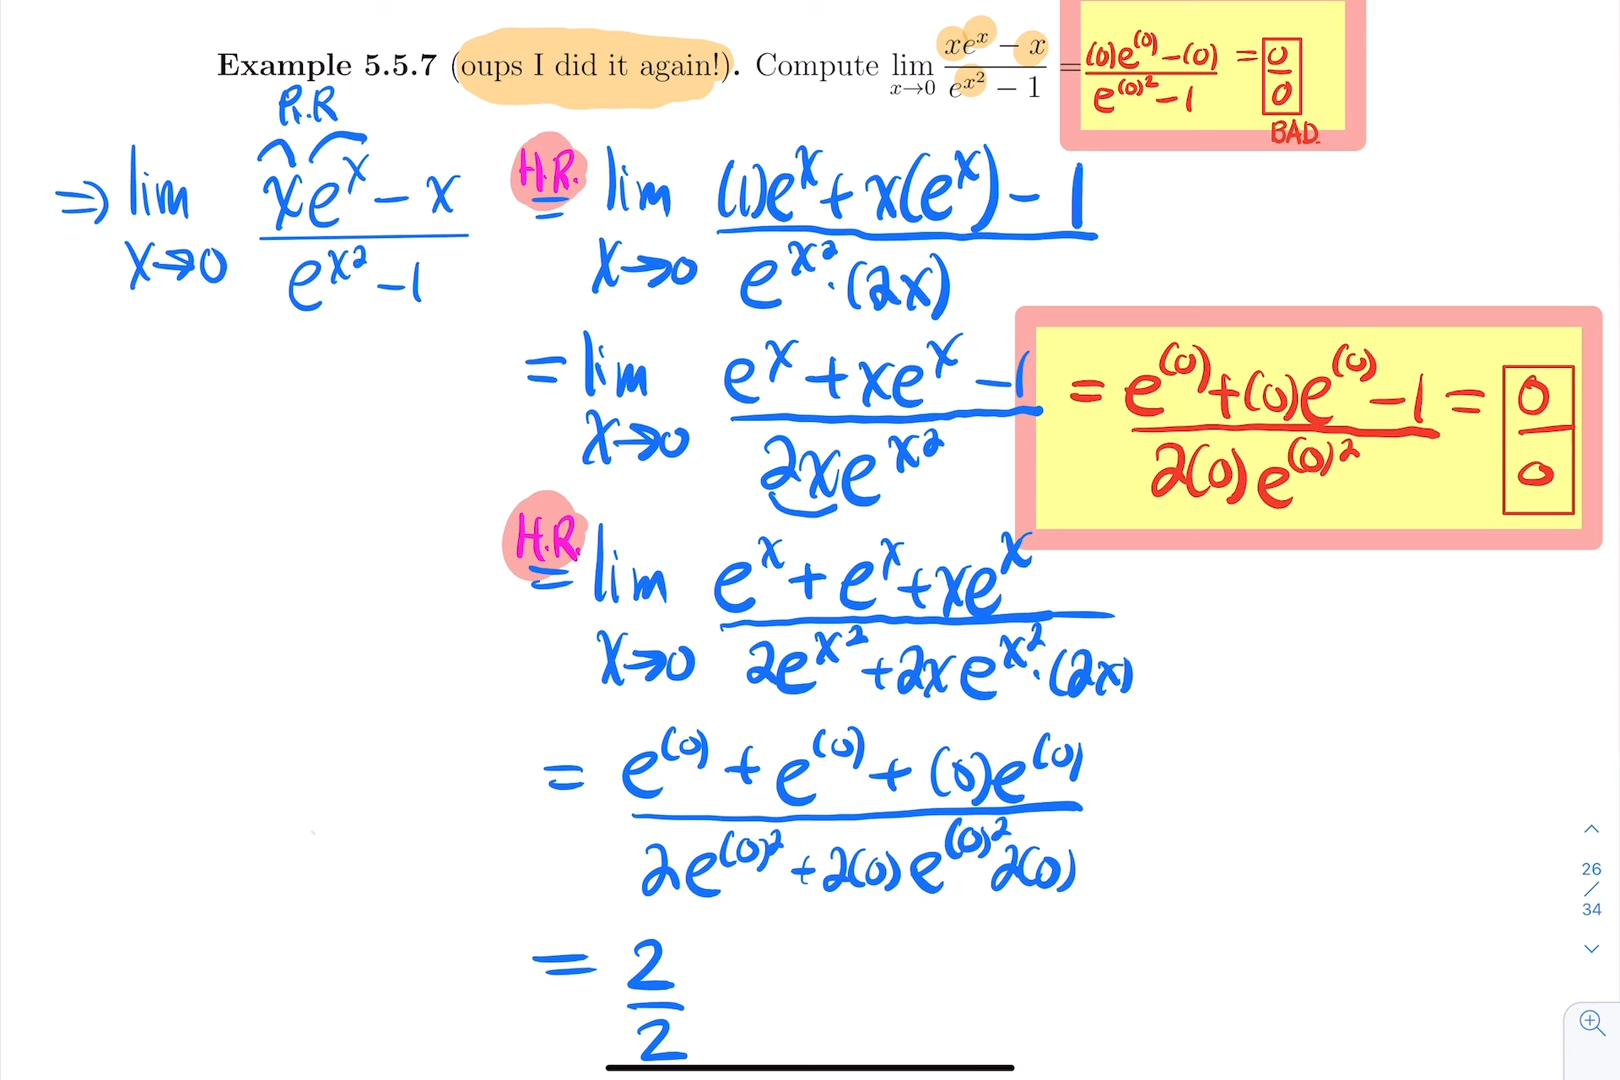 Example 5.5.7 (oups I did it again!). Compute lim x→0 (xe^x − x)/(e^{x^2} − 1) = ((0)e^{(0)} − (0))/(e^{(0)^2} − 1) = 0/0
BAD.
P.R
⇒ lim x→0 (xe^x − x)/(e^{x^2} − 1) H.R. = lim x→0 ((1)e^x + x(e^x) − 1)/(e^{x^2} · (2x))
= lim x→0 (e^x + xe^x − 1)/(2xe^{x^2}) = (e^{(0)} + (0)e^{(0)} − 1)/(2(0)e^{(0)^2}) = 0/0
H.R. = lim x→0 (e^x + e^x + xe^x)/(2e^{x^2} + 2xe^{x^2} · (2x))
= (e^{(0)} + e^{(0)} + (0)e^{(0)})/(2e^{(0)^2} + 2(0)e^{(0)^2} 2(0))
= 2/2
26
/
34